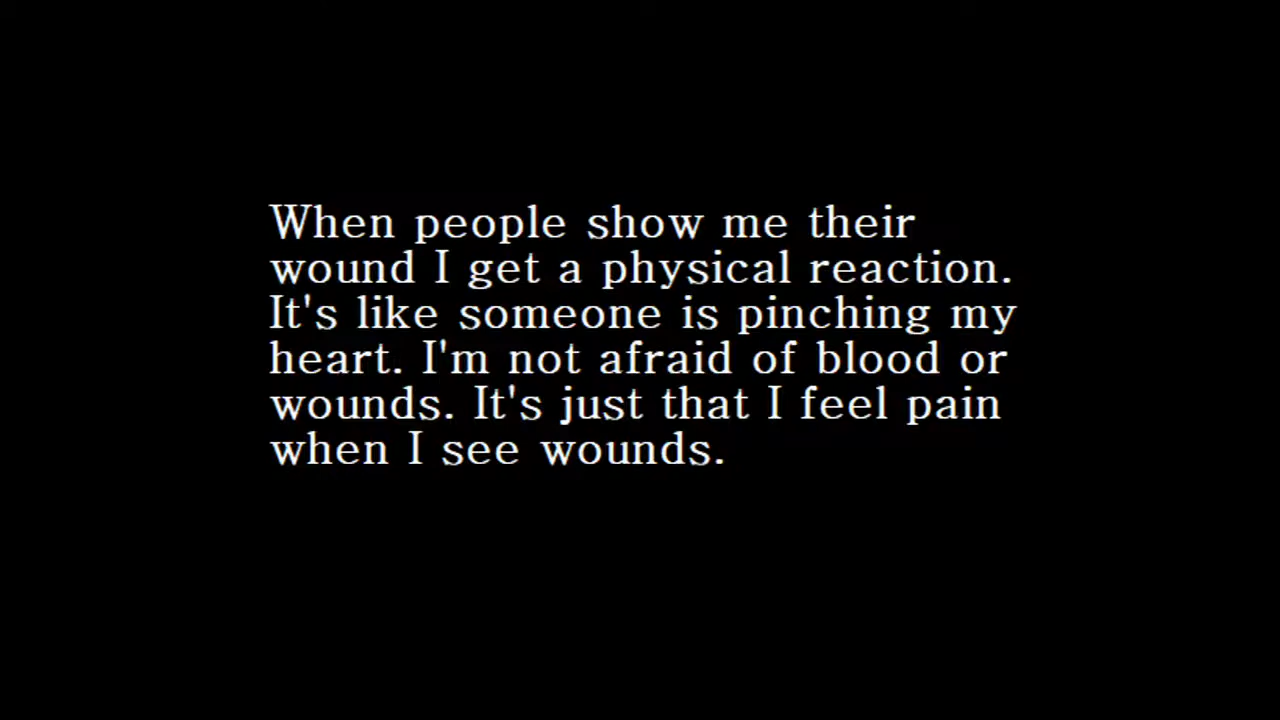 When people show me their
wound I get a physical reaction.
It's like someone is pinching my
heart. I'm not afraid of blood or
wounds. It's just that I feel pain
when I see wounds.